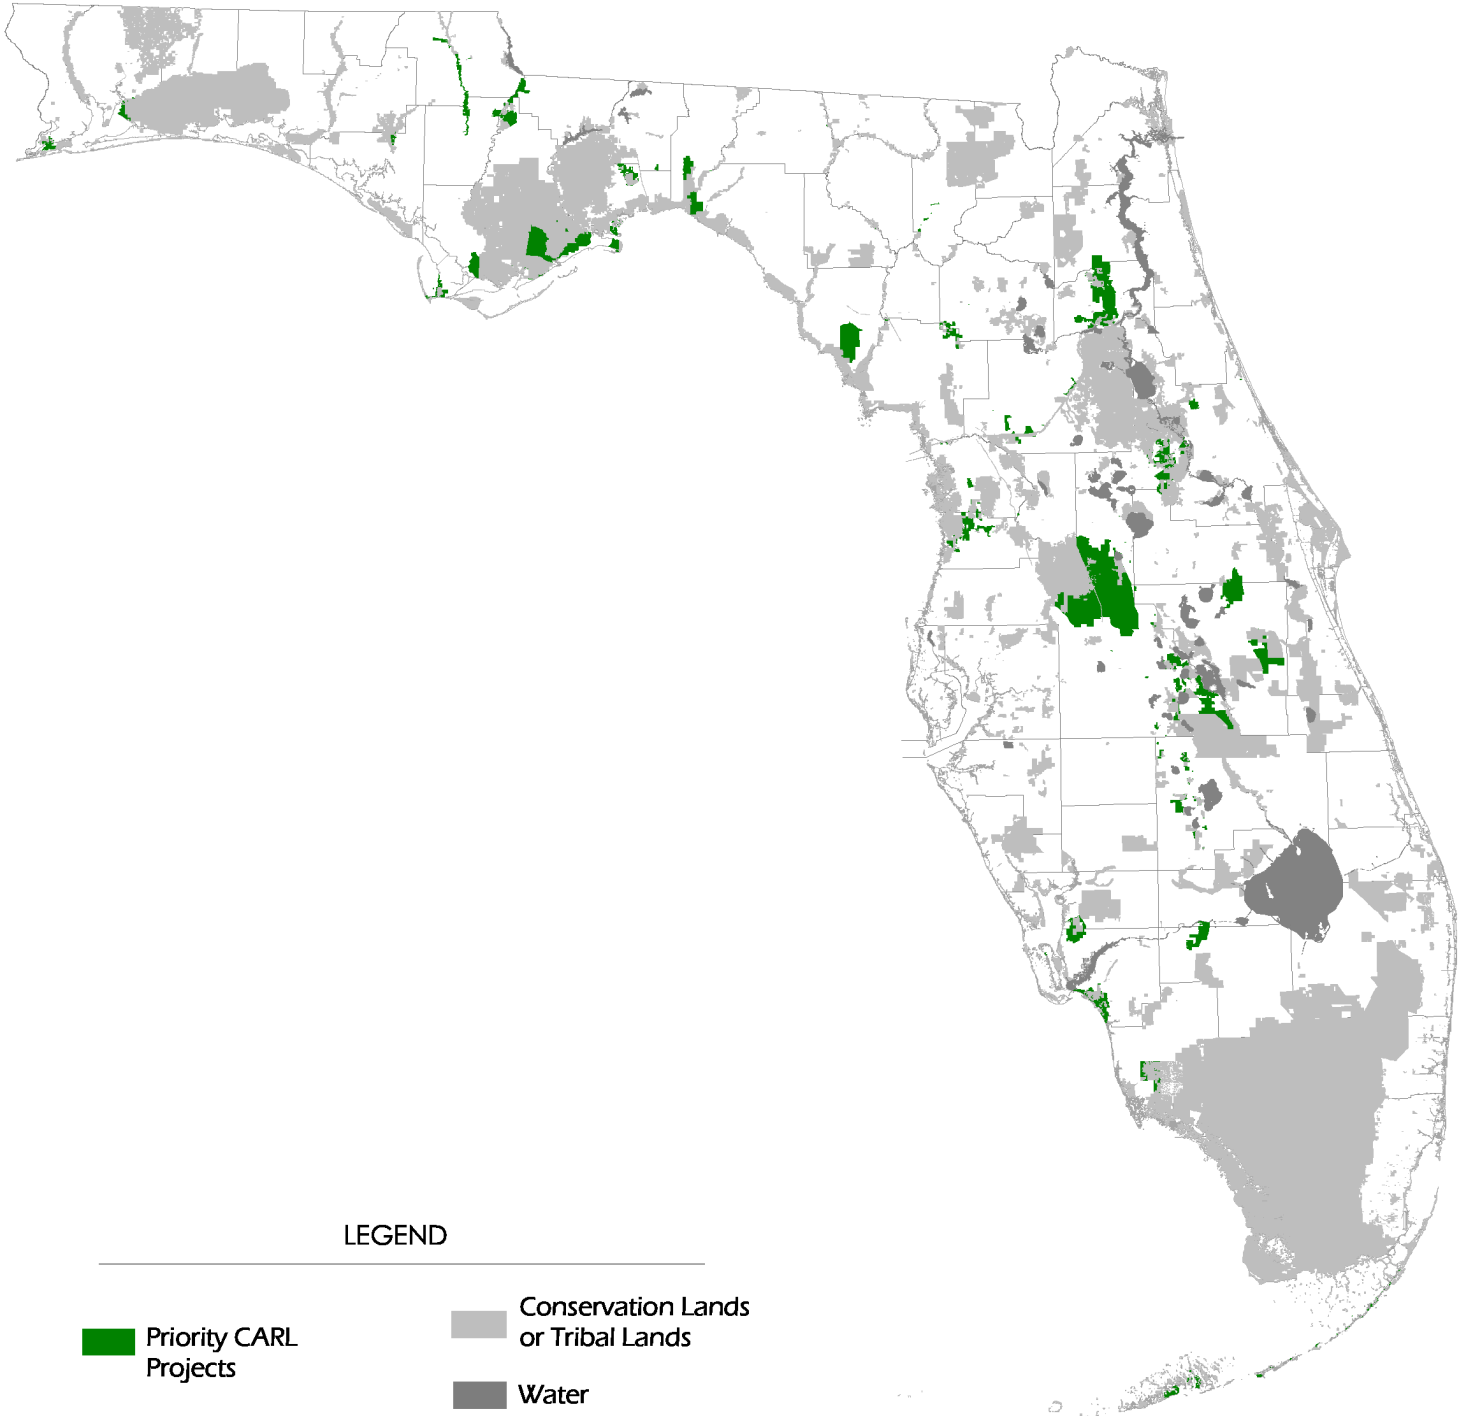 LEGEND
Priority CARL
Projects
Conservation Lands
or Tribal Lands
Water